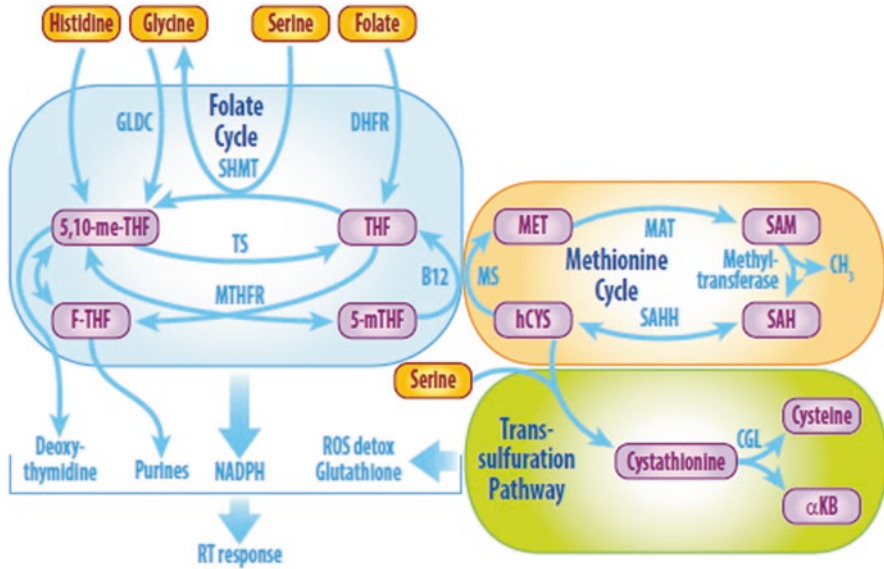 Histidine
Glycine
Serine
Folate
Folate
Cycle
GLDC
DHFR
SHMT
5,10-me-THF
THF
TS
B12
MTHFR
F-THF
5-mTHF
MET
MAT
SAM
MS
Methionine
Cycle
Methyl-
transferase
CH3
hCYS
SAHH
SAH
Serine
Deoxy-
thymidine
Purines
NADPH
ROS detox
Glutathione
Trans-
sulfuration
Pathway
Cystathionine
CGL
Cysteine
αKB
RT response